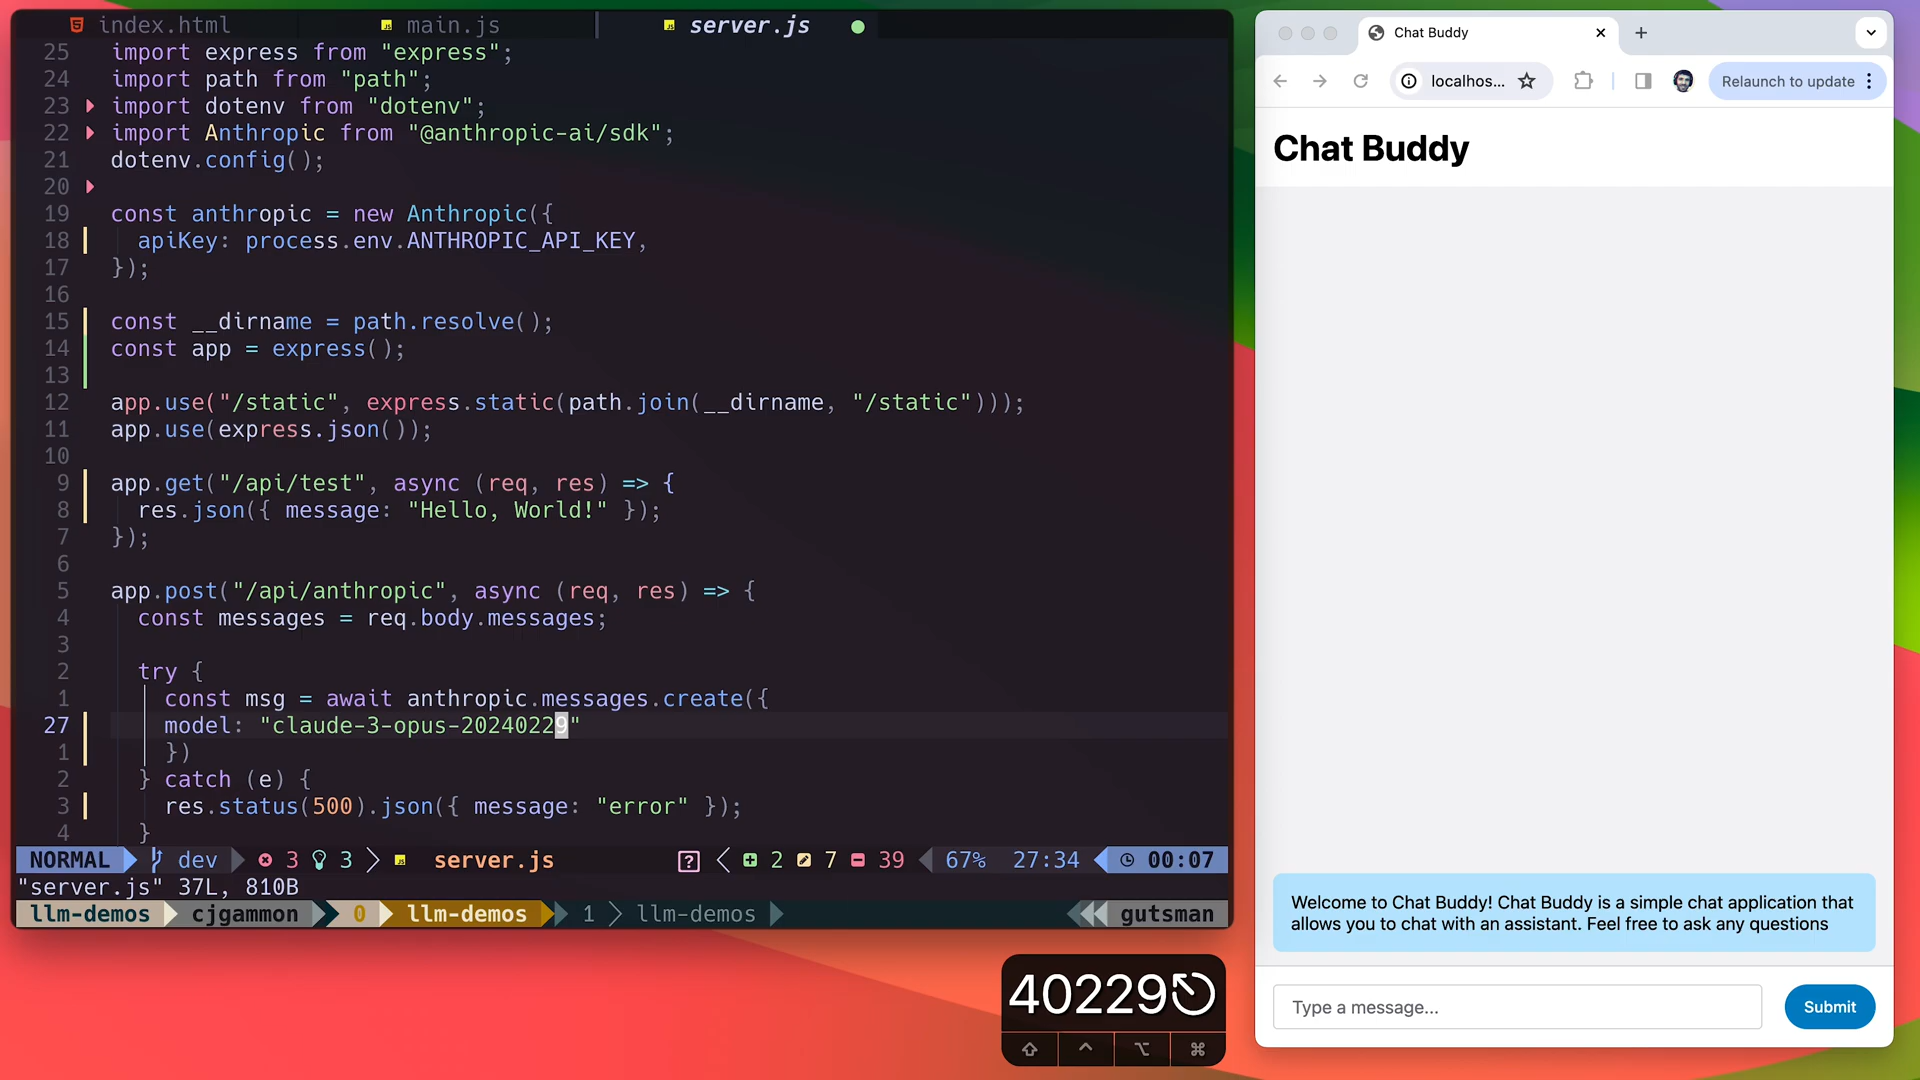 index.html main.js server.js
25 import express from "express";
24 import path from "path";
23 import dotenv from "dotenv";
22 import Anthropic from "@anthropic-ai/sdk";
21 dotenv.config();
20
19 const anthropic = new Anthropic({
18 apiKey: process.env.ANTHROPIC_API_KEY,
17 });
16
15 const __dirname = path.resolve();
14 const app = express();
13
12 app.use("/static", express.static(path.join(__dirname, "/static")));
11 app.use(express.json());
10
9 app.get("/api/test", async (req, res) => {
8 res.json({ message: "Hello, World!" });
7 });
6
5 app.post("/api/anthropic", async (req, res) => {
4 const messages = req.body.messages;
3
2 try {
1 const msg = await anthropic.messages.create({
27 model: "claude-3-opus-20240229"
1 })
2 } catch (e) {
3 res.status(500).json({ message: "error" });
4 }
NORMAL dev 3 3 server.js ? 2 7 39 67% 27:34 00:07
"server.js" 37L, 810B
llm-demos cjgammon 0 llm-demos 1 llm-demos gutsman
40229
Chat Buddy
localhos... Relaunch to update
Chat Buddy
Welcome to Chat Buddy! Chat Buddy is a simple chat application that
allows you to chat with an assistant. Feel free to ask any questions
Type a message... Submit